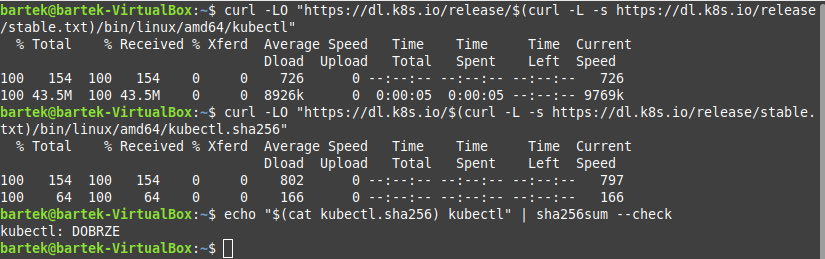 bartek@bartek-VirtualBox:~$ curl -LO "https://dl.k8s.io/release/$(curl -L -s https://dl.k8s.io/release
/stable.txt)/bin/linux/amd64/kubectl"
  % Total    % Received % Xferd  Average Speed   Time    Time     Time  Current
                                 Dload  Upload   Total   Spent    Left  Speed
100   154  100   154    0     0    726      0 --:--:-- --:--:-- --:--:--   726
100 43.5M  100 43.5M    0     0  8926k      0  0:00:05  0:00:05 --:--:-- 9769k
bartek@bartek-VirtualBox:~$ curl -LO "https://dl.k8s.io/$(curl -L -s https://dl.k8s.io/release/stable.
txt)/bin/linux/amd64/kubectl.sha256"
  % Total    % Received % Xferd  Average Speed   Time    Time     Time  Current
                                 Dload  Upload   Total   Spent    Left  Speed
100   154  100   154    0     0    802      0 --:--:-- --:--:-- --:--:--   797
100    64  100    64    0     0    166      0 --:--:-- --:--:-- --:--:--   166
bartek@bartek-VirtualBox:~$ echo "$(cat kubectl.sha256) kubectl" | sha256sum --check
kubectl: DOBRZE
bartek@bartek-VirtualBox:~$